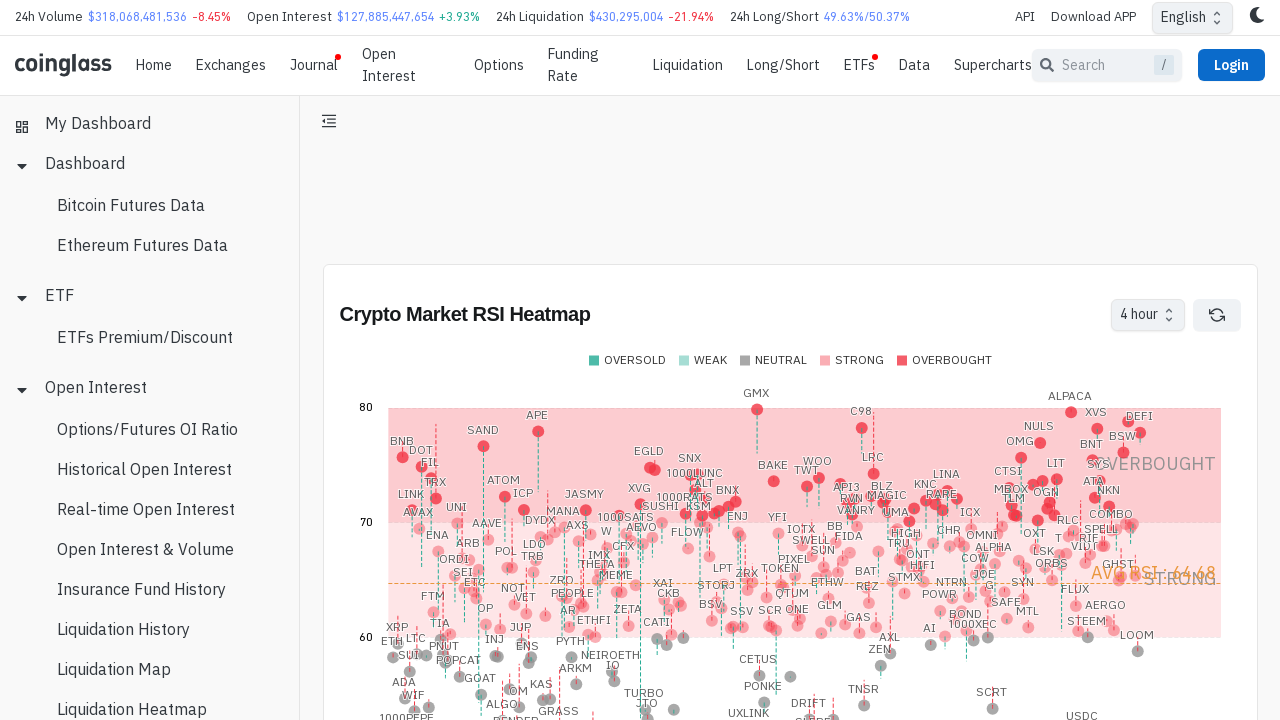 24h Volume $318,068,481,536 -8.45% Open Interest $127,885,447,654 +3.93% 24h Liquidation $430,295,004 -21.94% 24h Long/Short 49.63%/50.37% API Download APP English
coinglass Home Exchanges Journal Open Interest Options Funding Rate Liquidation Long/Short ETFs Data Supercharts Search / Login
My Dashboard
Dashboard
Bitcoin Futures Data
Ethereum Futures Data
ETF
ETFs Premium/Discount
Open Interest
Options/Futures OI Ratio
Historical Open Interest
Real-time Open Interest
Open Interest & Volume
Insurance Fund History
Liquidation History
Liquidation Map
Liquidation Heatmap
Crypto Market RSI Heatmap 4 hour
OVERSOLD WEAK NEUTRAL STRONG OVERBOUGHT
GMX ALPACA
80
APE C98 XVS DEFI
SAND NULS
BNB OMG BNT BSW
DOT EGLD LRC
FIL SNX BAKE WOO LIT SYS OVERBOUGHT
TWT CTSI
1000LUNC LINA
TRX ALT KNC ATA
LINK ICP JASMY XVG BNX API3 BLZ MBOX OGN NKN
1000RATS RVN MAGIC RARE TLM
UNI SUSHI KSM
AVAX MANA VANRY UMA ICX COMBO
70
AAVE DYDX AXS 1000SATS ENJ YFI BB RLC
W AEVO IOTX CHR SPELL
ENA FLOW FIDA HIGH OMNI OXT T RIF
ARB LDO CFX SWELL TRU ALPHA VIDT
POL TRB IMX SUN LSK
ORDI THETA PIXEL ONT COW ORBS GHST
SEI MEME LPT ZRX TOKEN BAT HIFI JOE AVG RSI: 64.68
ETC ZRO XAI STORJ PTHW STMX NTRN G SYN STRONG
FTM NOT PEOPLE CKB QTUM REZ POWR FLUX
VET BSV SAFE
OP AR ZETA SSV SCR ONE GLM BOND MTL AERGO
TIA JUP ETHFI CATI GAS AI 1000XEC STEEM
XRP
60
ETH LTC INJ PYTH AXL LOOM
PNUT ENS ZEN
SUI POPCAT NEIROETH CETUS
GOAT ARKM IO
ADA OM KAS PONKE TNSR
WIF ALGO TURBO SCRT
GRASS JTO DRIFT
1000PEPE UXLINK USDC